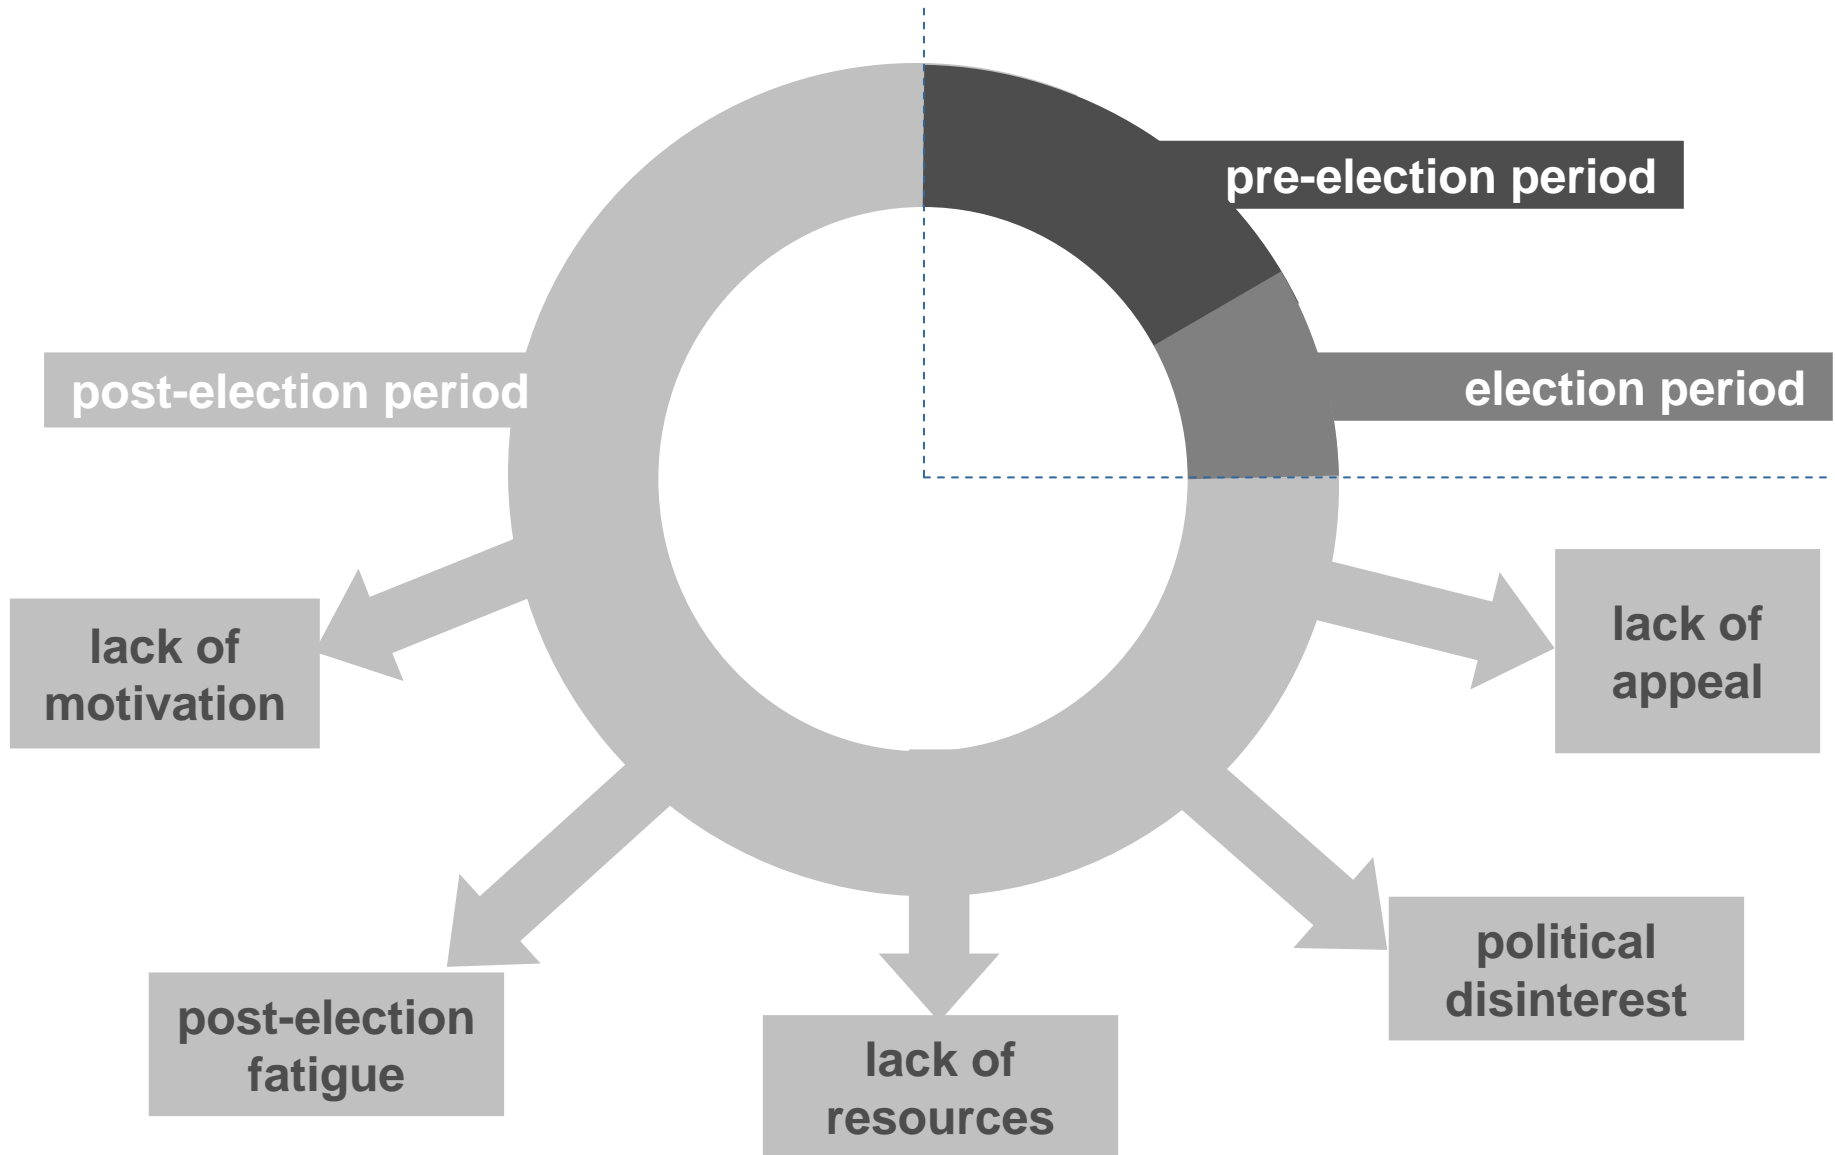 pre-election period
post-election period
election period
lack of
motivation
lack of
appeal
post-election
fatigue
lack of
resources
political
disinterest